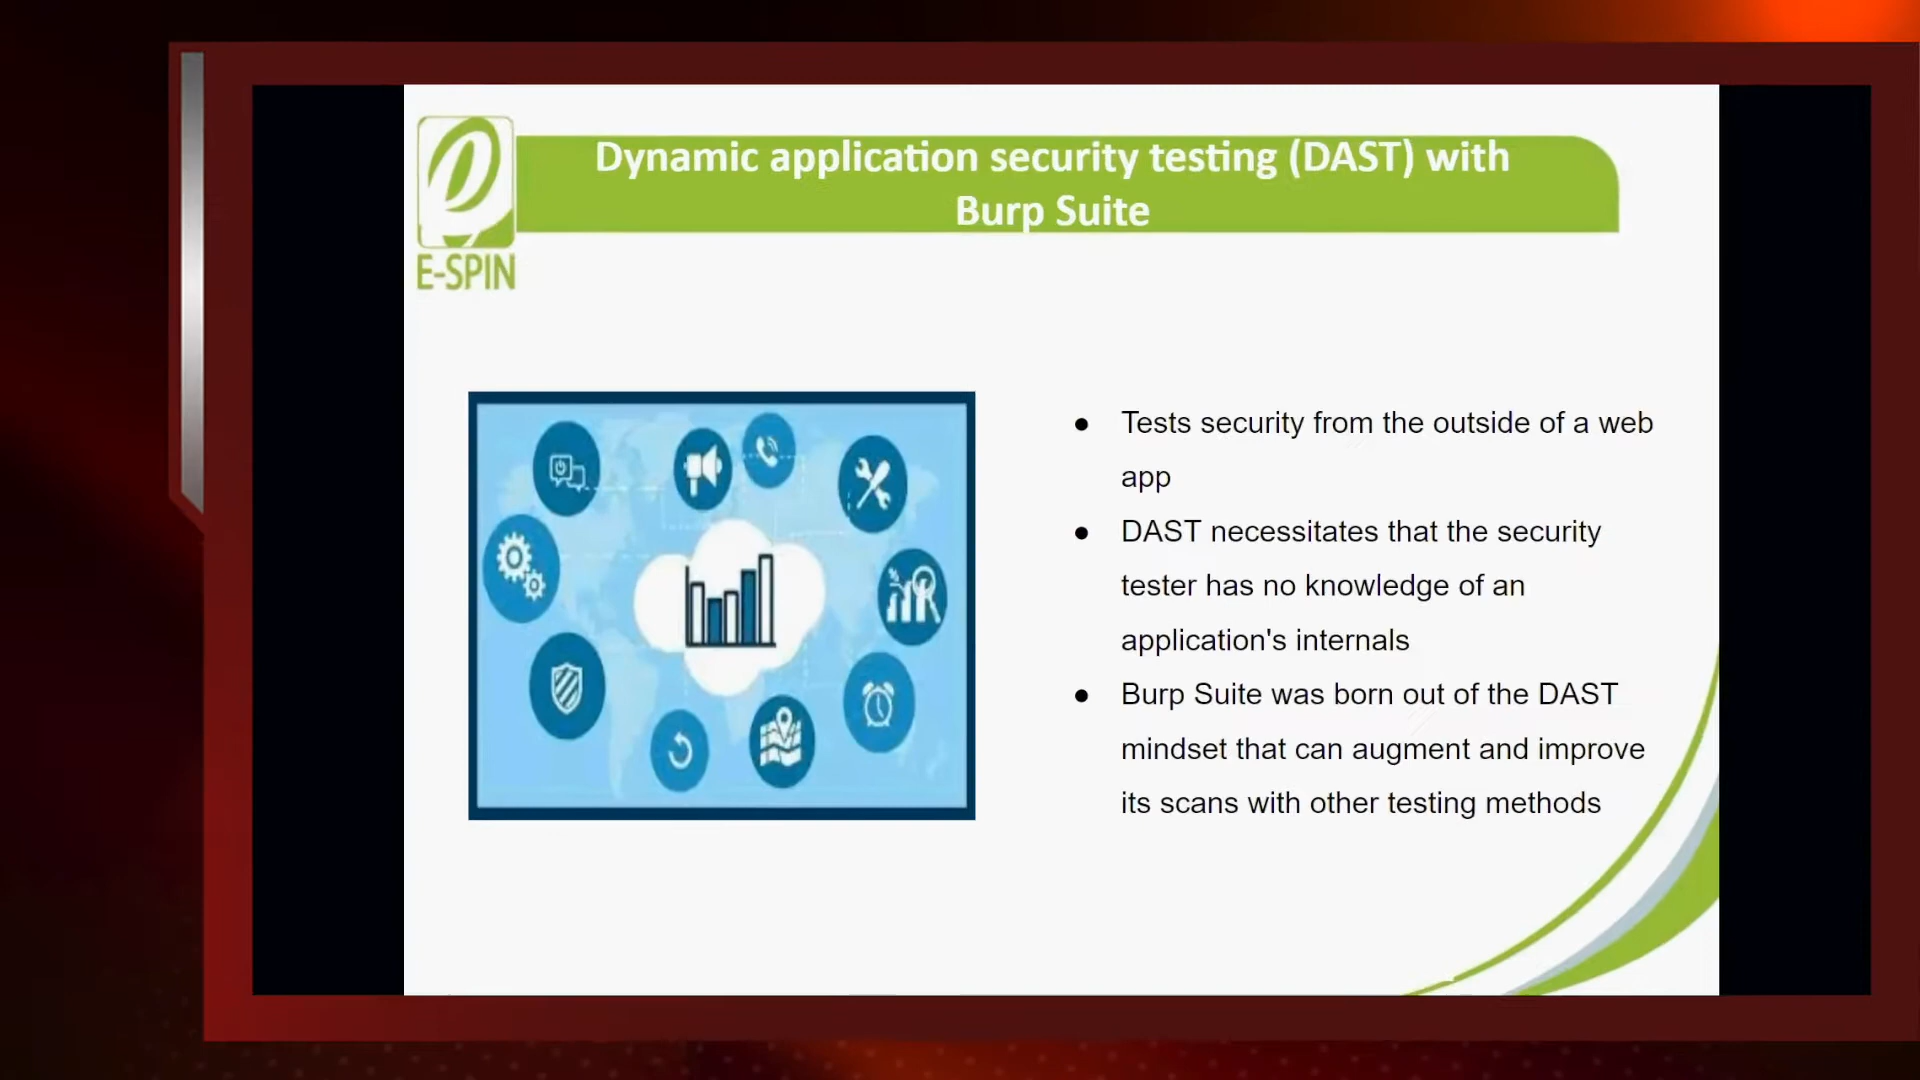 Dynamic application security testing (DAST) with
Burp Suite
E-SPIN
● Tests security from the outside of a web
app
● DAST necessitates that the security
tester has no knowledge of an
application's internals
● Burp Suite was born out of the DAST
mindset that can augment and improve
its scans with other testing methods